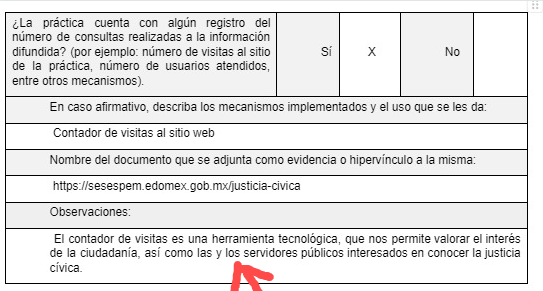 ¿La práctica cuenta con algún registro del
número de consultas realizadas a la información
difundida? (por ejemplo: número de visitas al sitio
de la práctica, número de usuarios atendidos,
entre otros mecanismos).
Sí X No
En caso afirmativo, describa los mecanismos implementados y el uso que se les da:
Contador de visitas al sitio web
Nombre del documento que se adjunta como evidencia o hipervínculo a la misma:
https://sesespem.edomex.gob.mx/justicia-civica
Observaciones:
El contador de visitas es una herramienta tecnológica, que nos permite valorar el interés
de la ciudadanía, así como las y los servidores públicos interesados en conocer la justicia
cívica.